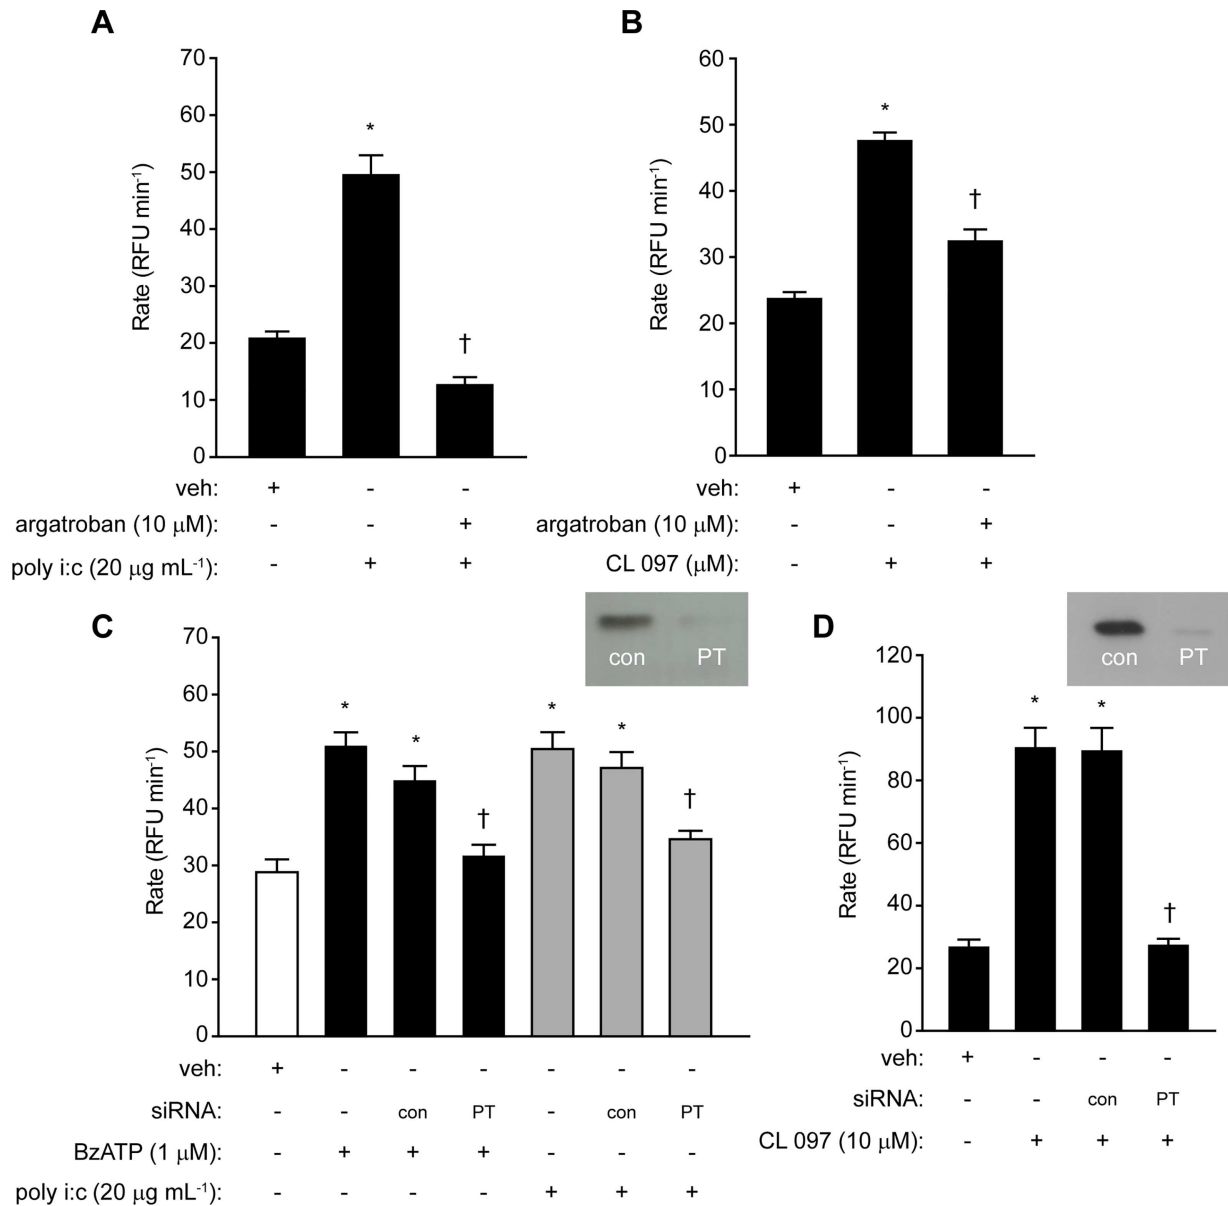 A
70
60
50
40
30
20
10
0
Rate (RFU min-1)
*
†
veh: + - -
argatroban (10 μM): - - +
poly i:c (20 μg mL-1): - + +
B
60
50
40
30
20
10
0
Rate (RFU min-1)
*
†
veh: + - -
argatroban (10 μM): - - +
CL 097 (μM): - + +
C
70
60
50
40
30
20
10
0
Rate (RFU min-1)
* * † * * †
con PT
veh: + - - - - - -
siRNA: - - con PT - con PT
BzATP (1 μM): - + + + - - -
poly i:c (20 μg mL-1): - - - - + + +
D
120
100
80
60
40
20
0
Rate (RFU min-1)
* * †
con PT
veh: + - - -
siRNA: - - con PT
CL 097 (10 μM): - + + +